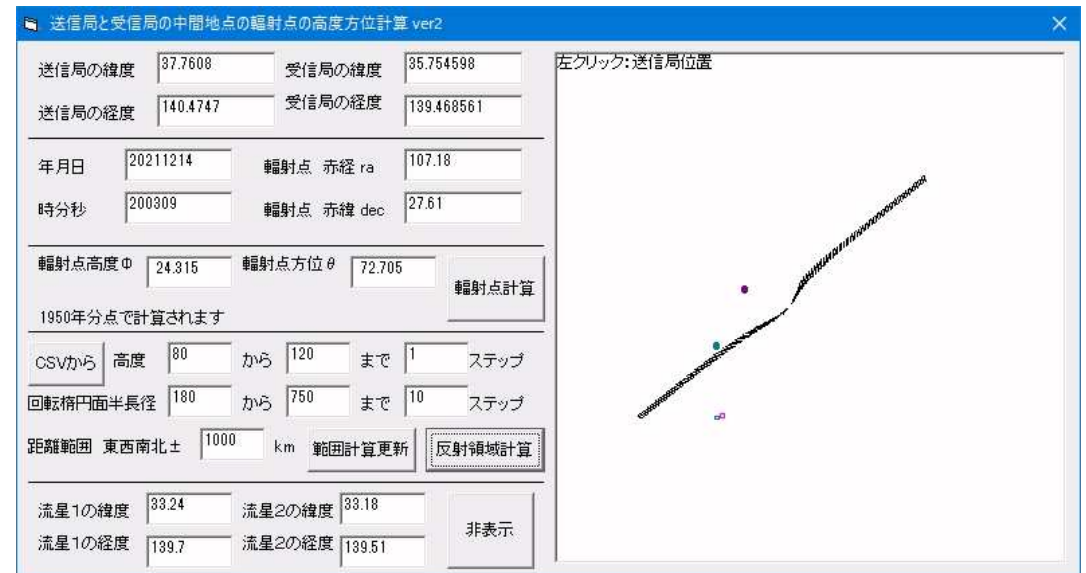 送信局と受信局の中間地点の輻射点の高度方位計算 ver2
送信局の緯度 37.7608 受信局の緯度 35.754598
送信局の経度 140.4747 受信局の経度 139.468561
年月日 20211214 輻射点 赤経 ra 107.18
時分秒 200309 輻射点 赤緯 dec 27.61
輻射点高度Φ 24.315 輻射点方位θ 72.705 輻射点計算
1950年分点で計算されます
CSVから 高度 80 から 120 まで 1 ステップ
回転楕円面半長径 180 から 750 まで 10 ステップ
距離範囲 東西南北± 1000 km 範囲計算更新 反射領域計算
流星1の緯度 33.24 流星2の緯度 33.18 非表示
流星1の経度 139.7 流星2の経度 139.51
左クリック:送信局位置